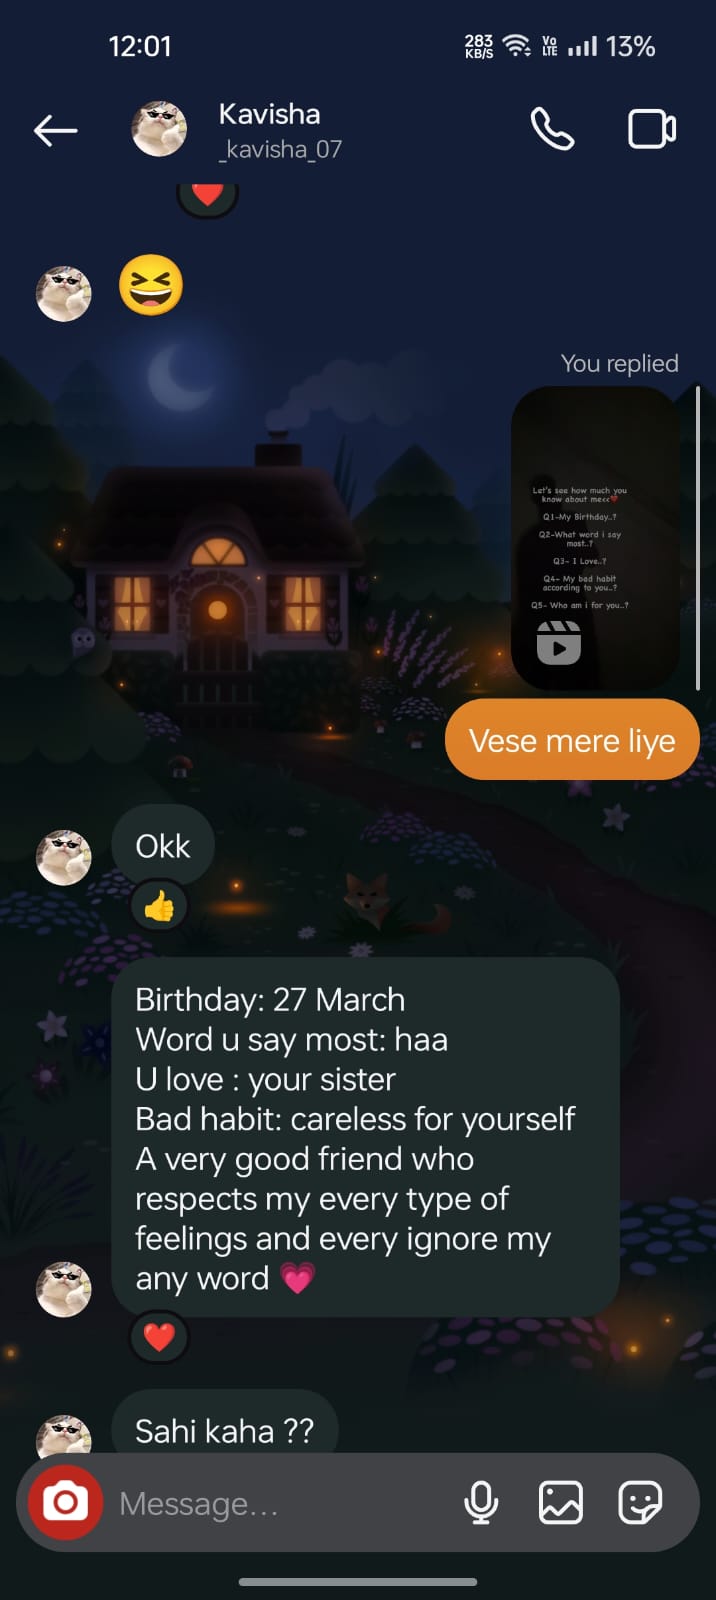 12:01
283 KB/S
Vo LTE
13%
Kavisha
_kavisha_07
You replied
Let's see how much you
know about me<<❤️
Q1-My Birthday..?
Q2-What word i say
most..?
Q3- I Love..?
Q4- My bad habit
according to you..?
Q5- Who am i for you..?
Vese mere liye
Okk
Birthday: 27 March
Word u say most: haa
U love : your sister
Bad habit: careless for yourself
A very good friend who
respects my every type of
feelings and every ignore my
any word 💗
Sahi kaha ??
Message...